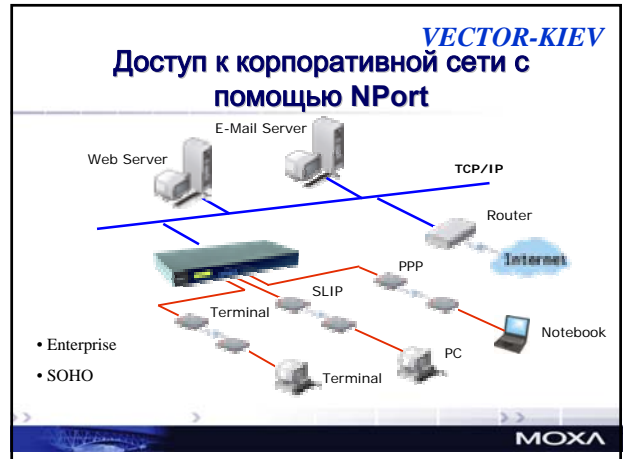 VECTOR-KIEV
Доступ к корпоративной сети с
помощью NPort
E-Mail Server
Web Server
TCP/IP
Router
Internet
PPP
SLIP
Terminal
Notebook
• Enterprise
PC
• SOHO
Terminal
MOXA